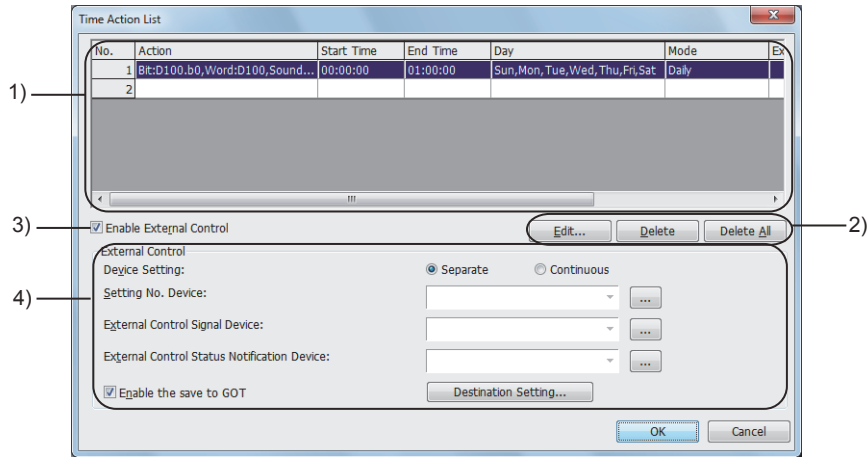 Time Action List
No. Action Start Time End Time Day Mode Ex
1 Bit:D100.b0,Word:D100,Sound... 00:00:00 01:00:00 Sun,Mon,Tue,Wed,Thu,Fri,Sat Daily
2
1)
3) Enable External Control Edit... Delete Delete All 2)
External Control
Device Setting: Separate Continuous
4) Setting No. Device: ...
External Control Signal Device: ...
External Control Status Notification Device: ...
Enable the save to GOT Destination Setting...
OK Cancel